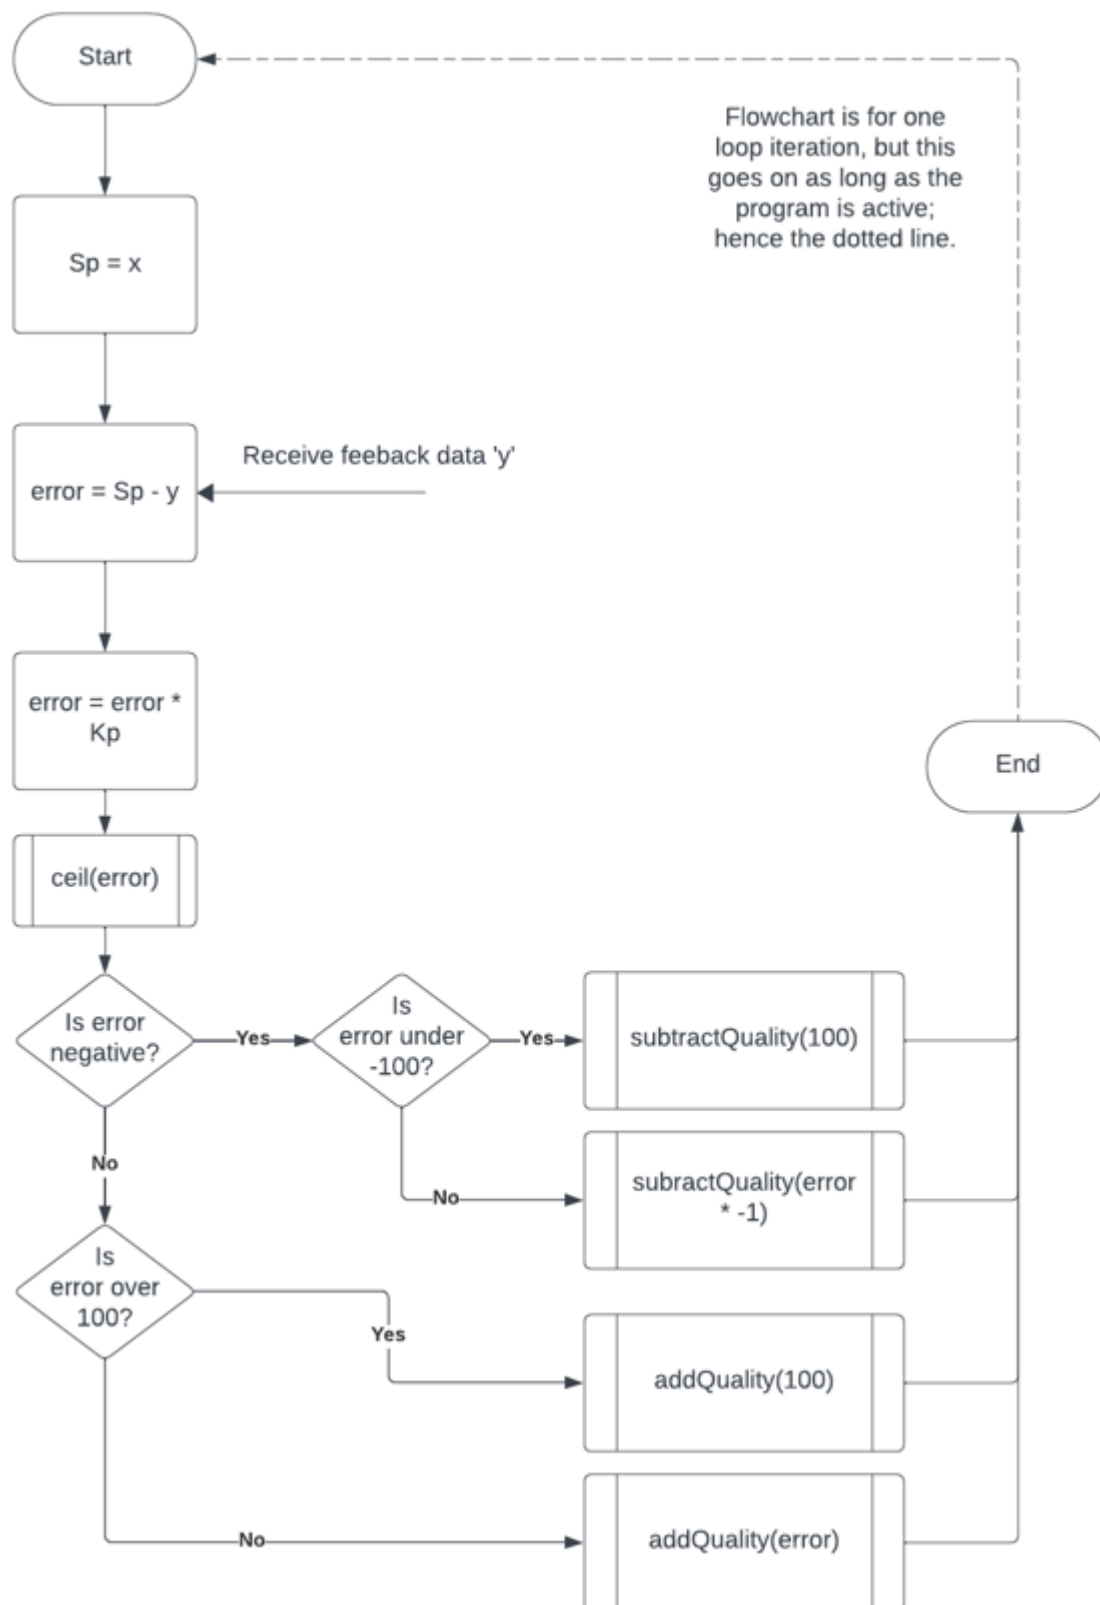 Start
Flowchart is for one
loop iteration, but this
goes on as long as the
program is active;
hence the dotted line.
Sp = x
Receive feeback data 'y'
error = Sp - y
error = error *
Kp
End
ceil(error)
Is error
negative?
Yes
Is
error under
-100?
Yes
subtractQuality(100)
No
No
subractQuality(error
* -1)
Is
error over
100?
Yes
addQuality(100)
No
addQuality(error)